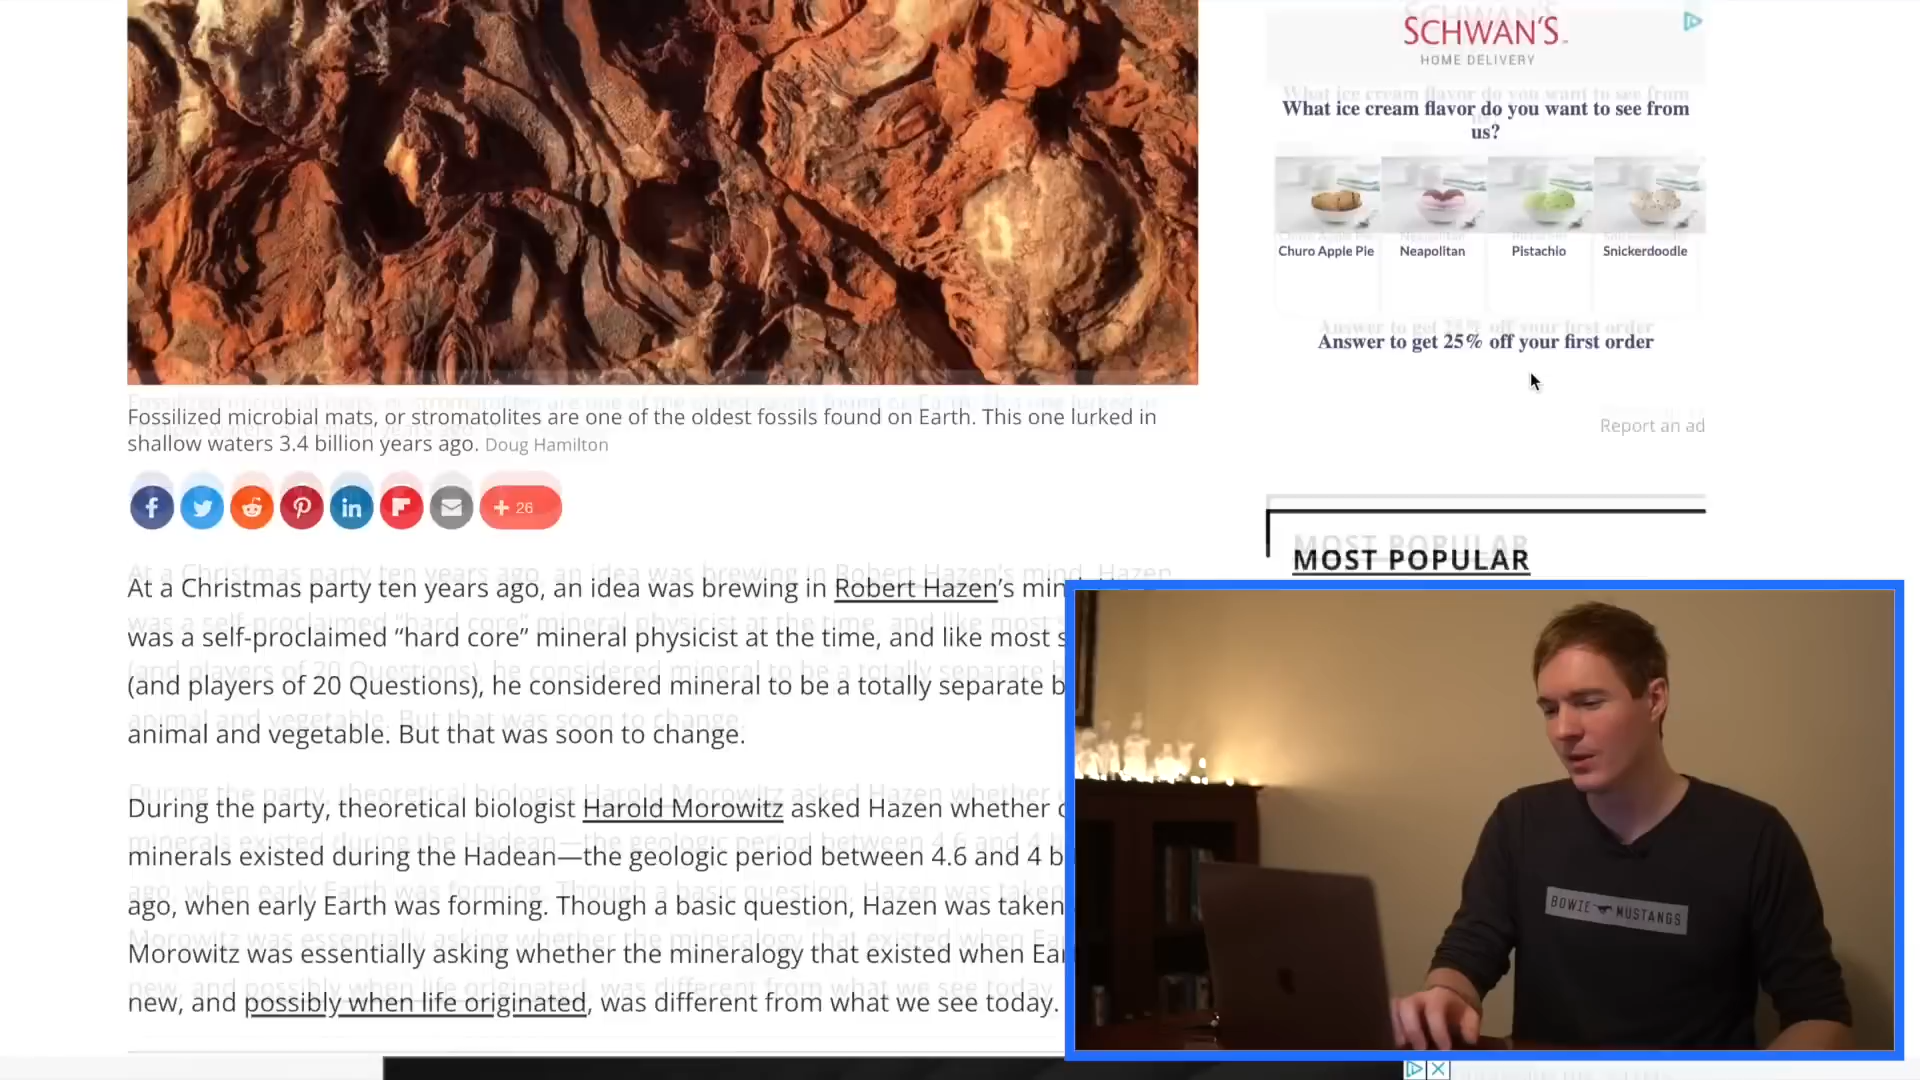 SCHWAN'S
HOME DELIVERY
What ice cream flavor do you want to see from
us?
Churo Apple Pie
Neapolitan
Pistachio
Snickerdoodle
Answer to get 25% off your first order
Report an ad
Fossilized microbial mats, or stromatolites are one of the oldest fossils found on Earth. This one lurked in
shallow waters 3.4 billion years ago. Doug Hamilton
+ 26
MOST POPULAR
At a Christmas party ten years ago, an idea was brewing in Robert Hazen's
was a self-proclaimed “hard core” mineral physicist at the time, and like most
(and players of 20 Questions), he considered mineral to be a totally separate
animal and vegetable. But that was soon to change.
During the party, theoretical biologist Harold Morowitz asked Hazen whether
minerals existed during the Hadean—the geologic period between 4.6 and 4
ago, when early Earth was forming. Though a basic question, Hazen was taken
Morowitz was essentially asking whether the mineralogy that existed when
new, and possibly when life originated, was different from what we see today.
BOWIE MUSTANGS